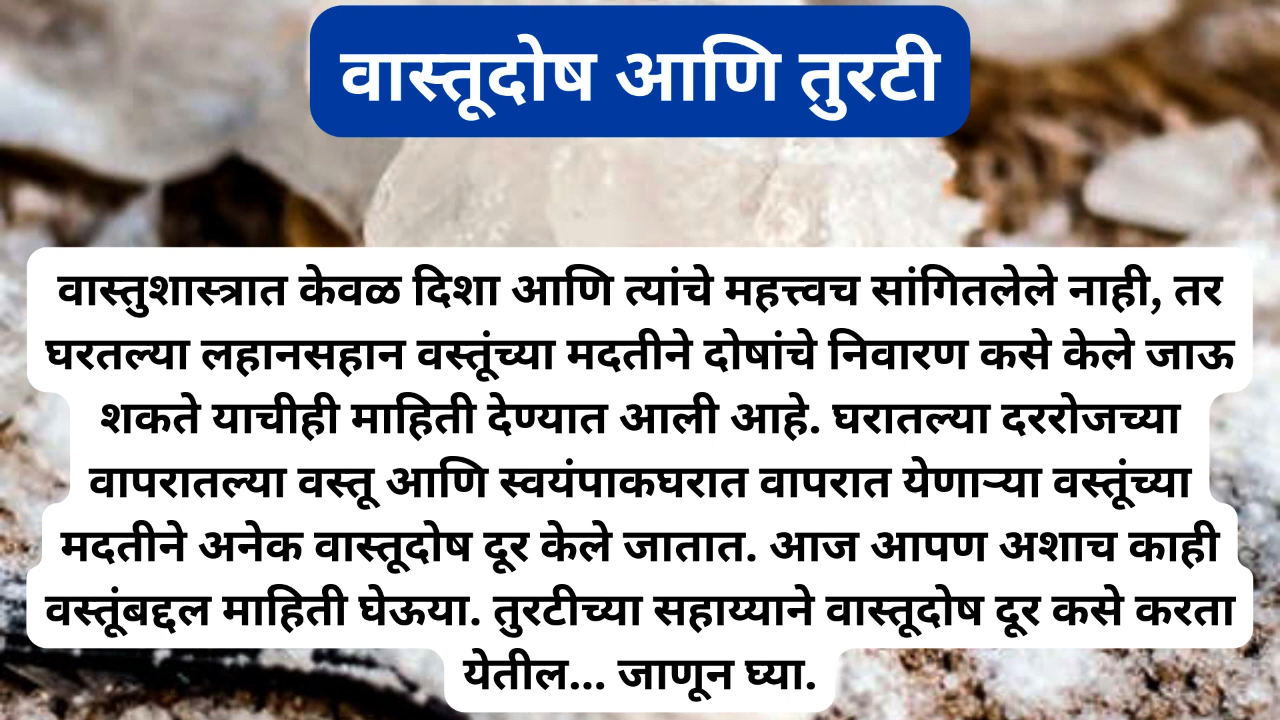 वास्तूदोष आणि तुरटी
वास्तुशास्त्रात केवळ दिशा आणि त्यांचे महत्त्वच सांगितलेले नाही, तर
घरतल्या लहानसहान वस्तूंच्या मदतीने दोषांचे निवारण कसे केले जाऊ
शकते याचीही माहिती देण्यात आली आहे. घरातल्या दररोजच्या
वापरातल्या वस्तू आणि स्वयंपाकघरात वापरात येणाऱ्या वस्तूंच्या
मदतीने अनेक वास्तूदोष दूर केले जातात. आज आपण अशाच काही
वस्तूंबद्दल माहिती घेऊया. तुरटीच्या सहाय्याने वास्तूदोष दूर कसे करता
येतील... जाणून घ्या.